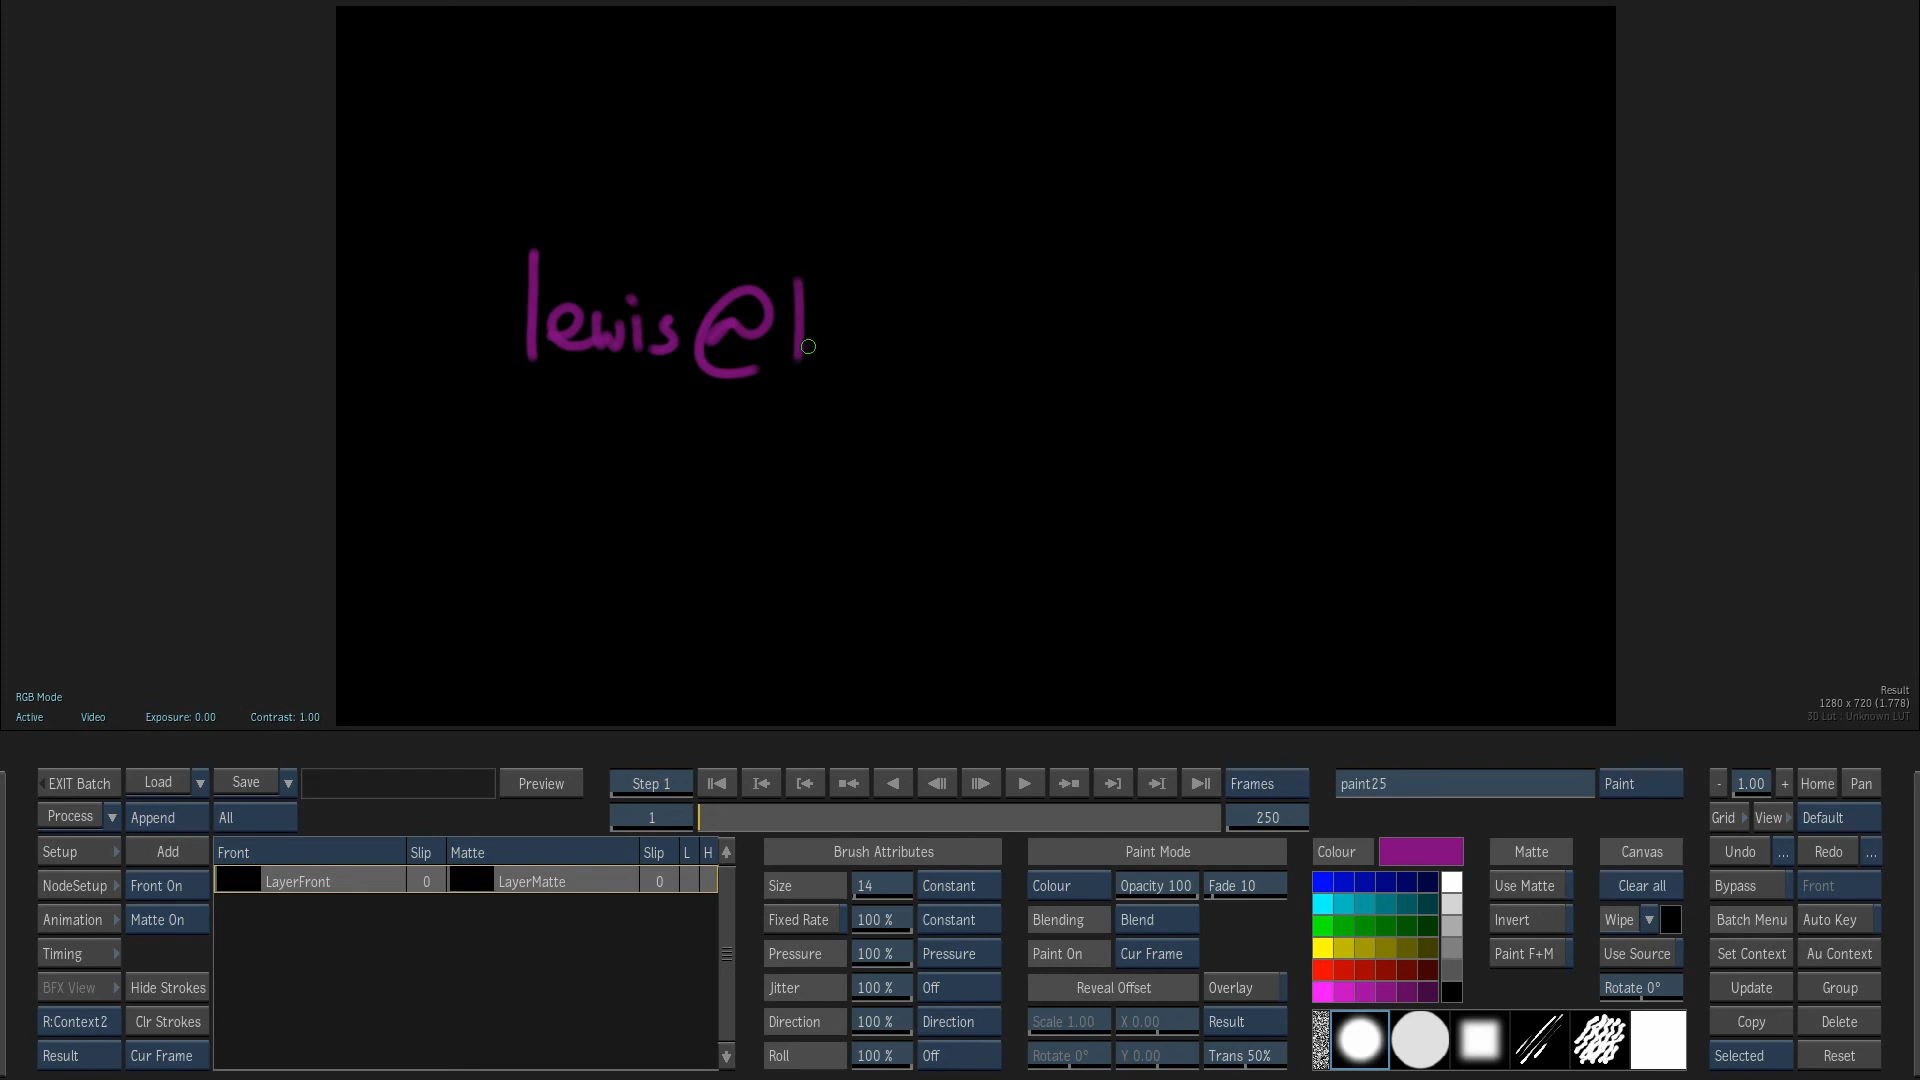 lewis@l
RGB Mode
Active Video Exposure: 0.00 Contrast: 1.00
Result
1280 x 720 (1.778)
3D Lut : Unknown LUT
EXIT Batch Load Save Preview Step 1 Frames paint25 Paint - 1.00 + Home Pan
Process Append All 1 250 Grid View Default
Setup Add Front Slip Matte Slip L H Brush Attributes Paint Mode Colour Matte Canvas Undo ... Redo ...
NodeSetup Front On LayerFront 0 LayerMatte 0 Size 14 Constant Colour Opacity 100 Fade 10 Use Matte Clear all Bypass Front
Animation Matte On Fixed Rate 100 % Constant Blending Blend Invert Wipe Batch Menu Auto Key
Timing Pressure 100 % Pressure Paint On Cur Frame Paint F+M Use Source Set Context Au Context
BFX View Hide Strokes Jitter 100 % Off Reveal Offset Overlay Rotate 0° Update Group
R:Context2 Clr Strokes Direction 100 % Direction Scale 1.00 X 0.00 Result Copy Delete
Result Cur Frame Roll 100 % Off Rotate 0° Y 0.00 Trans 50% Selected Reset